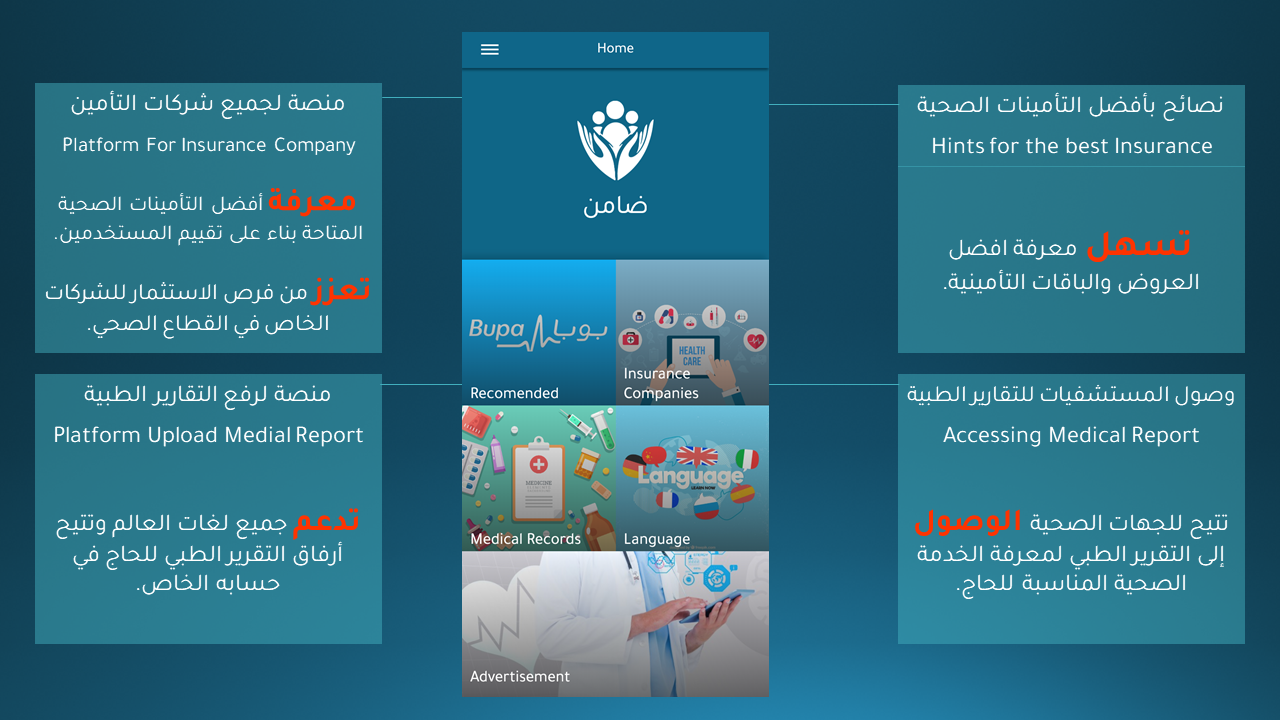 منصة لجميع شركات التأمين
Platform For Insurance Company
معرفة أفضل التأمينات الصحية
المتاحة بناء على تقييم المستخدمين.
تعزز من فرص الاستثمار للشركات
الخاص في القطاع الصحي.
منصة لرفع التقارير الطبية
Platform Upload Medial Report
تدعم جميع لغات العالم وتتيح
أرفاق التقرير الطبي للحاج في
حسابه الخاص.
Home
ضامن
Bupa بوبا
Recomended
HEALTH
CARE
Insurance
Companies
MEDICINE
Medical Records
Language
LEARN NOW
Language
Advertisement
نصائح بأفضل التأمينات الصحية
Hints for the best Insurance
تسهل معرفة افضل
العروض والباقات التأمينية.
وصول المستشفيات للتقارير الطبية
Accessing Medical Report
تتيح للجهات الصحية الوصول
إلى التقرير الطبي لمعرفة الخدمة
الصحية المناسبة للحاج.